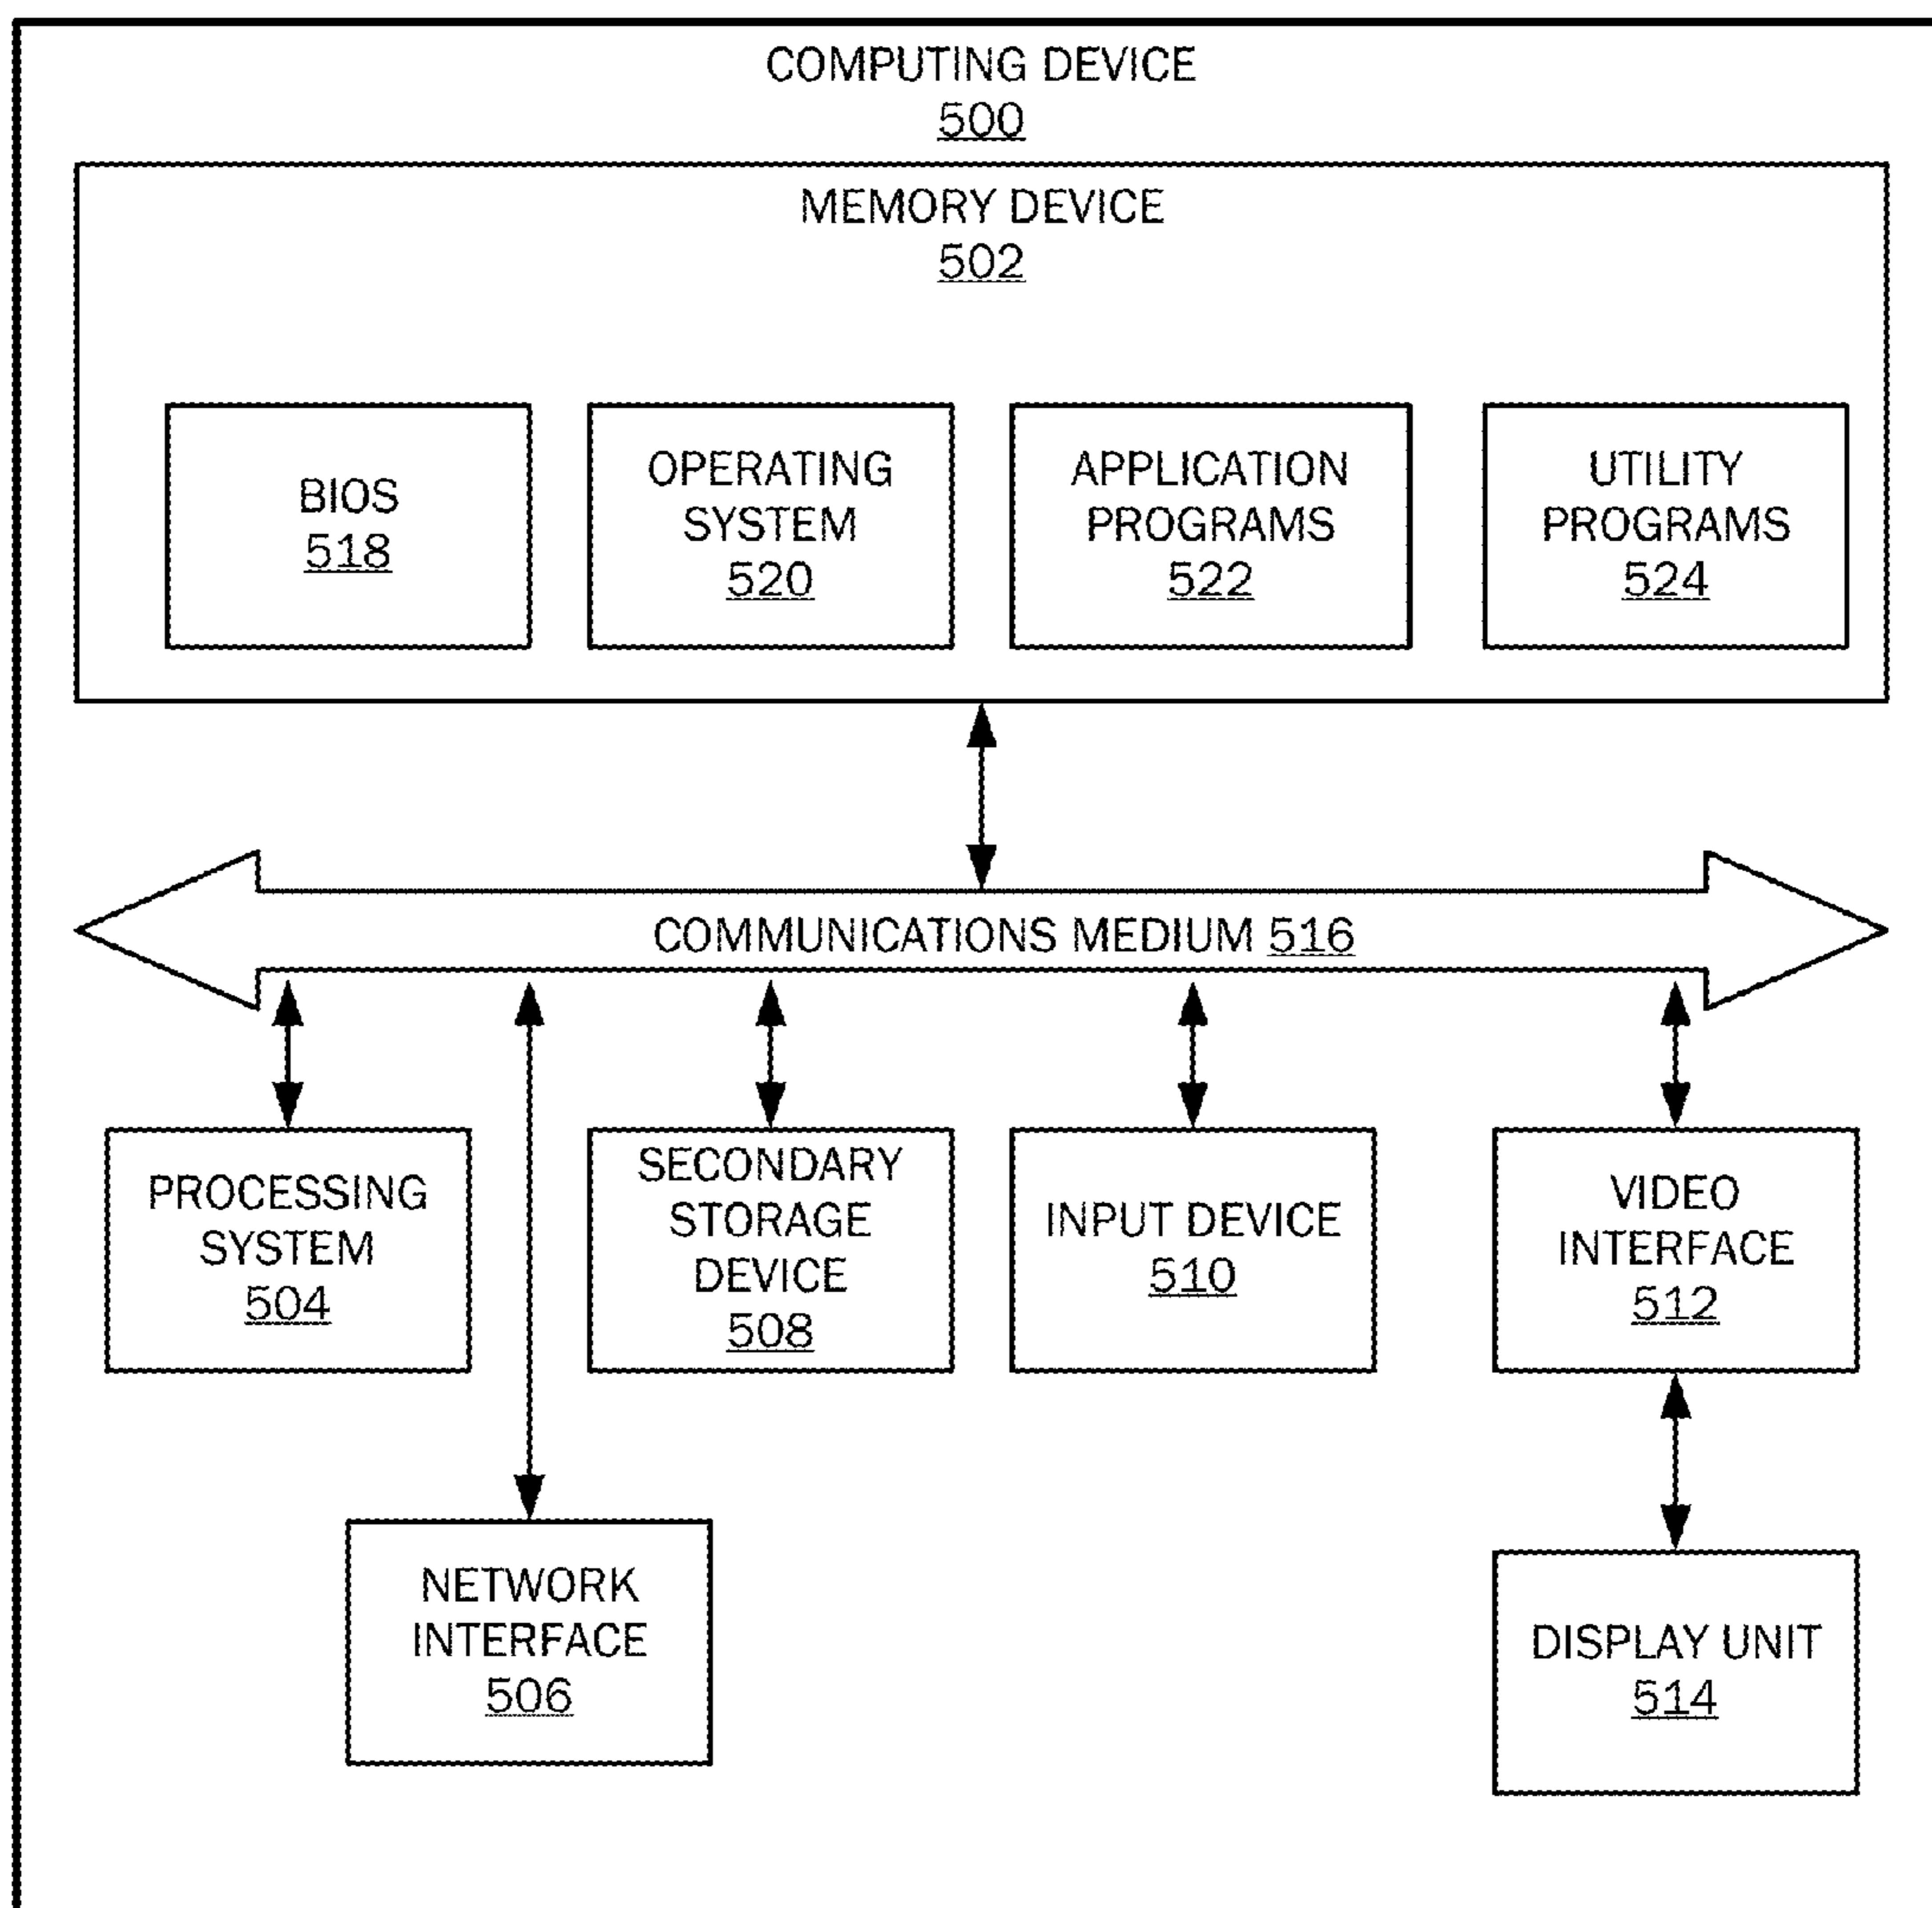 COMPUTING DEVICE
500
MEMORY DEVICE
502
BIOS
518
OPERATING
SYSTEM
520
APPLICATION
PROGRAMS
522
UTILITY
PROGRAMS
524
COMMUNICATIONS MEDIUM 516
PROCESSING
SYSTEM
504
SECONDARY
STORAGE
DEVICE
508
INPUT DEVICE
510
VIDEO
INTERFACE
512
NETWORK
INTERFACE
506
DISPLAY UNIT
514